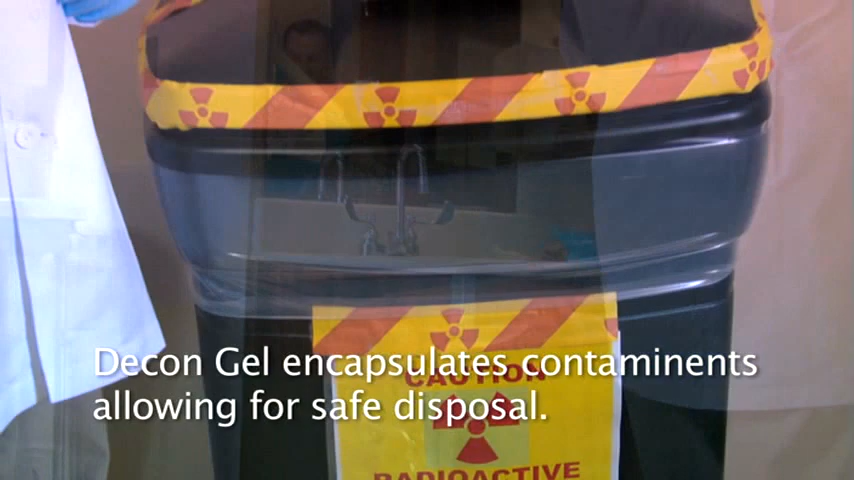 Decon Gel encapsulates contaminents
allowing for safe disposal.
CAUTION
RADIOACTIVE